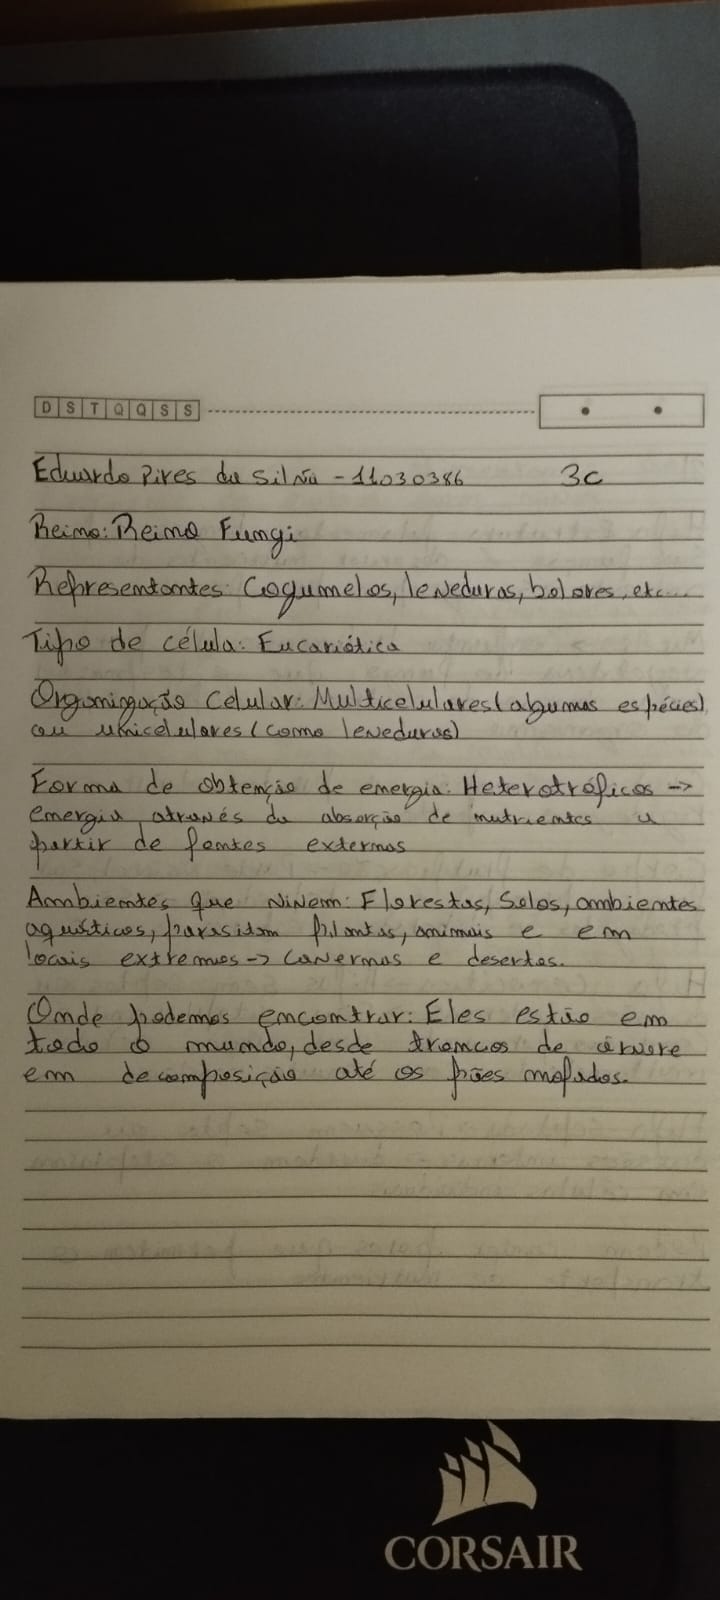 D S T Q Q S S
Eduardo Pires da Silva - 11030386 3C
Reino: Reino Fungi
Representantes: Cogumelos, leveduras, bolores, etc...
Tipo de célula: Eucariótica
Organização Celular: Multicelulares (algumas espécies)
ou unicelulares (como leveduras)
Forma de obtenção de energia: Heterotróficos ->
energia através da absorção de nutrientes a
partir de fontes externas
Ambientes que vivem: Florestas, Solos, ambientes
aquáticos, parasitam plantas, animais e em
locais extremos -> cavernas e desertos.
Onde podemos encontrar: Eles estão em
todo o mundo, desde troncos de árvore
em decomposição até os pães mofados.
CORSAIR